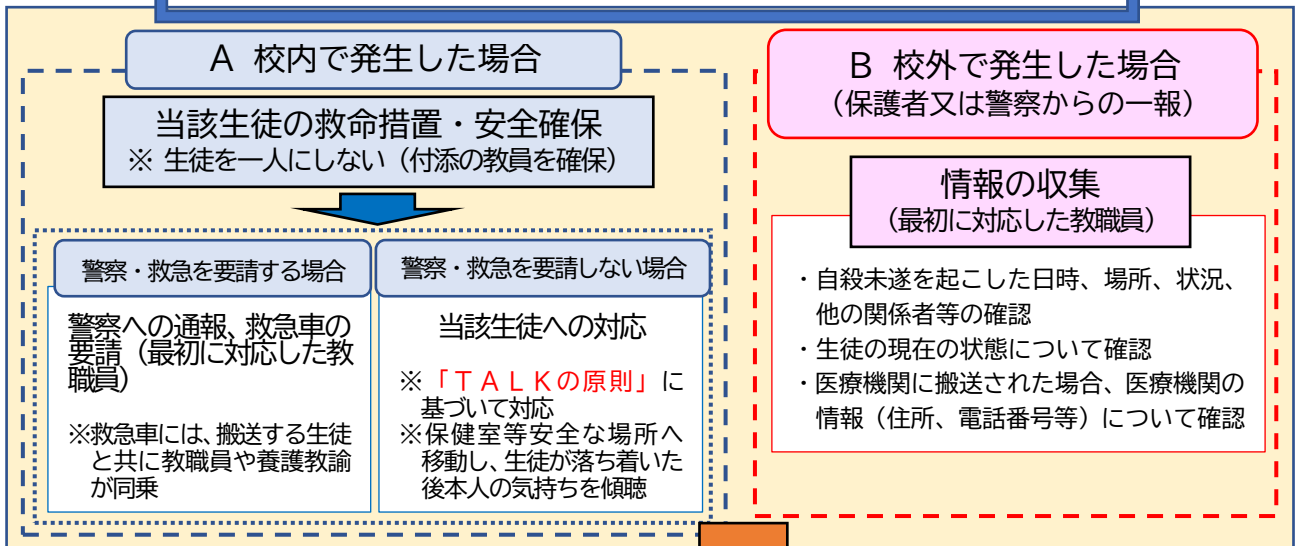 A 校内で発生した場合
当該生徒の救命措置・安全確保
※ 生徒を一人にしない（付添の教員を確保）
警察・救急を要請する場合
警察への通報、救急車の
要請（最初に対応した教
職員）
※救急車には、搬送する生徒
と共に教職員や養護教諭
が同乗
警察・救急を要請しない場合
当該生徒への対応
※「ＴＡＬＫの原則」に
基づいて対応
※保健室等安全な場所へ
移動し、生徒が落ち着いた
後本人の気持ちを傾聴
B 校外で発生した場合
（保護者又は警察からの一報）
情報の収集
（最初に対応した教職員）
・自殺未遂を起こした日時、場所、状況、
他の関係者等の確認
・生徒の現在の状態について確認
・医療機関に搬送された場合、医療機関の
情報（住所、電話番号等）について確認